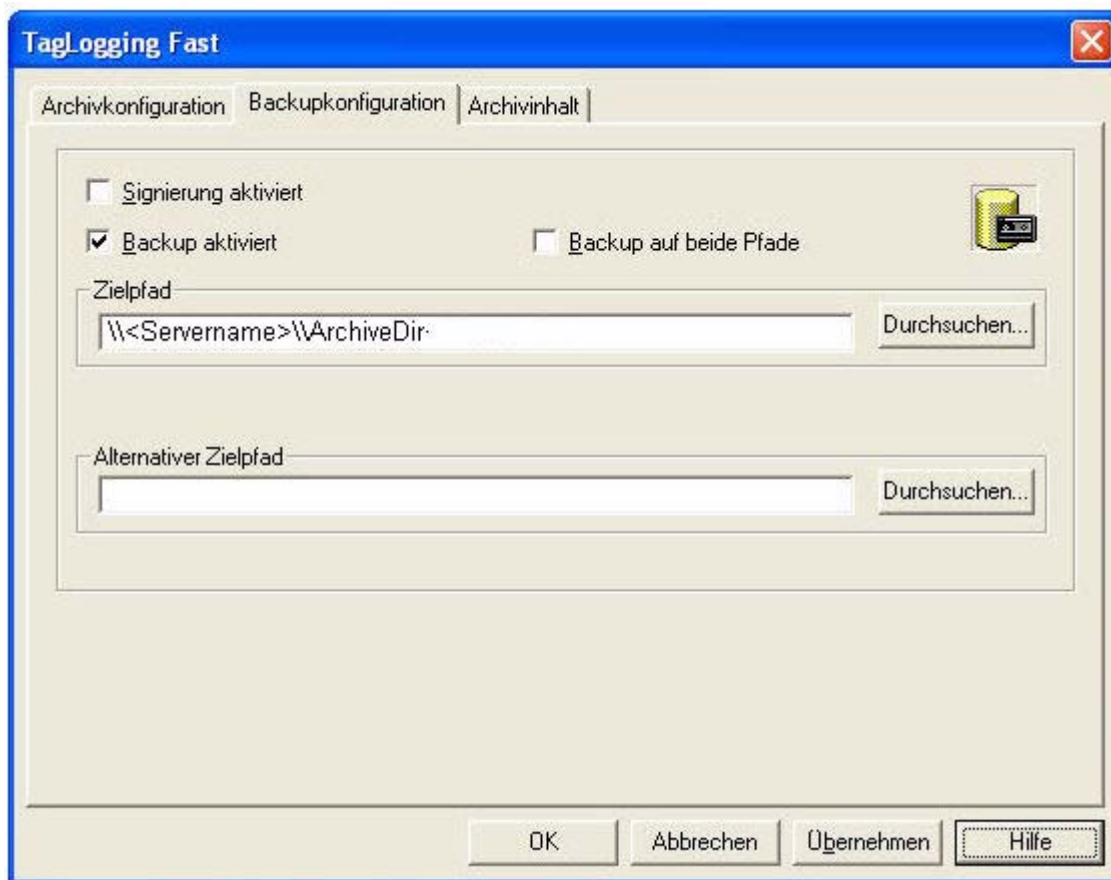 TagLogging Fast
Archivkonfiguration Backupkonfiguration Archivinhalt
Signierung aktiviert
Backup aktiviert Backup auf beide Pfade
Zielpfad
\\<Servername>\\ArchiveDir· Durchsuchen...
Alternativer Zielpfad
Durchsuchen...
OK Abbrechen Übernehmen Hilfe